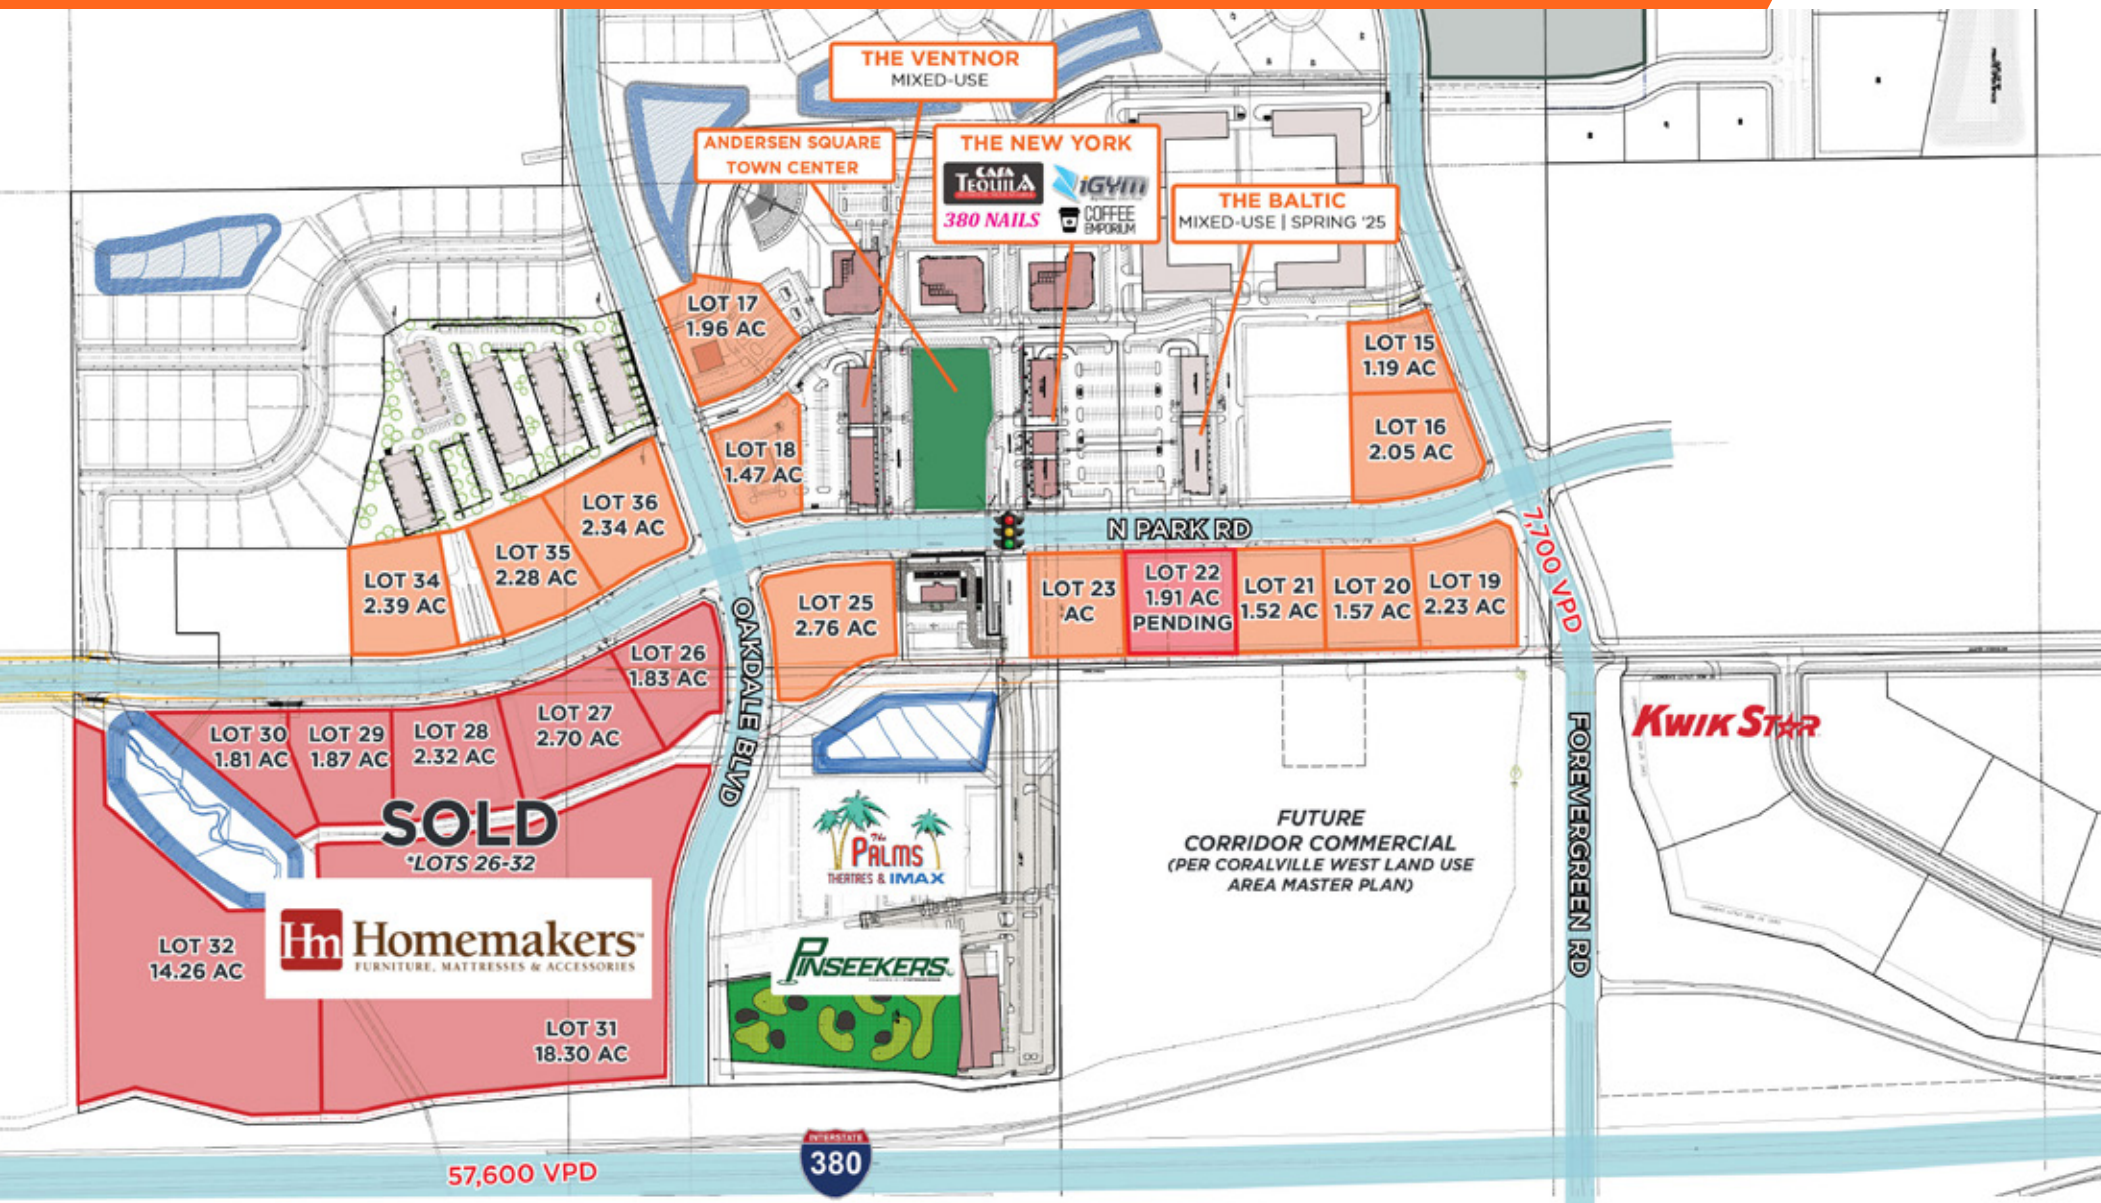 THE VENTNOR
MIXED-USE
ANDERSEN SQUARE
TOWN CENTER
THE NEW YORK
CASA
TEQUILA
iGYM
380 NAILS
COFFEE
EMPORIUM
THE BALTIC
MIXED-USE | SPRING '25
LOT 17
1.96 AC
LOT 15
1.19 AC
LOT 18
1.47 AC
LOT 16
2.05 AC
LOT 36
2.34 AC
LOT 35
2.28 AC
LOT 34
2.39 AC
N PARK RD
7,700 VPD
LOT 25
2.76 AC
LOT 23
AC
LOT 22
1.91 AC
PENDING
LOT 21
1.52 AC
LOT 20
1.57 AC
LOT 19
2.23 AC
OAKDALE BLVD
LOT 26
1.83 AC
LOT 27
2.70 AC
LOT 28
2.32 AC
LOT 29
1.87 AC
LOT 30
1.81 AC
SOLD
*LOTS 26-32
Hm Homemakers™
FURNITURE, MATTRESSES & ACCESSORIES
LOT 32
14.26 AC
LOT 31
18.30 AC
The
PALMS
THEATRES & IMAX
PINSEEKERS
FUTURE
CORRIDOR COMMERCIAL
(PER CORALVILLE WEST LAND USE
AREA MASTER PLAN)
FOREVERGREEN RD
KWIK STAR
57,600 VPD
INTERSTATE
380